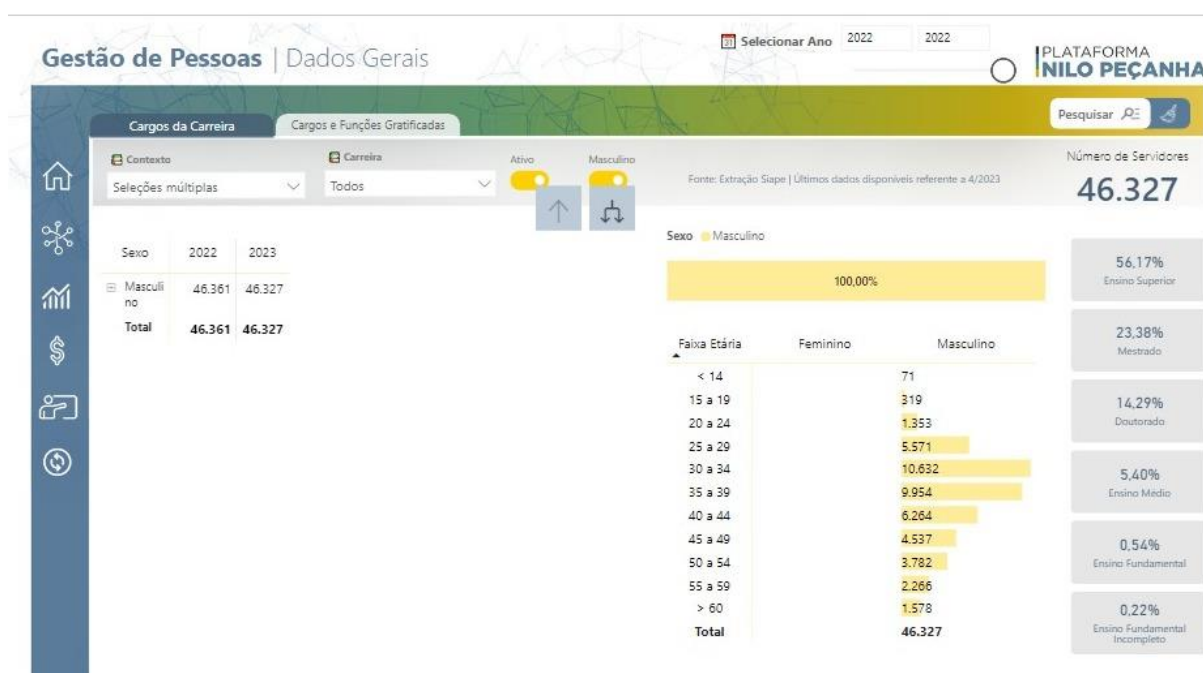 Gestão de Pessoas | Dados Gerais
31 Selecionar Ano 2022 2022
PLATAFORMA
NILO PEÇANHA
Cargos da Carreira Cargos e Funções Gratificadas
Pesquisar
Contexto Carreira Ativo Masculino
Seleções múltiplas Todos
Fonte: Extração Siape | Últimos dados disponíveis referente a 4/2023
Número de Servidores
46.327
Sexo 2022 2023
Masculi
no 46.361 46.327
Total 46.361 46.327
Sexo Masculino
100,00%
Faixa Etária Feminino Masculino
< 14 71
15 a 19 319
20 a 24 1.353
25 a 29 5.571
30 a 34 10.632
35 a 39 9.954
40 a 44 6.264
45 a 49 4.537
50 a 54 3.782
55 a 59 2.266
> 60 1.578
Total 46.327
56,17%
Ensino Superior
23,38%
Mestrado
14,29%
Doutorado
5,40%
Ensino Médio
0,54%
Ensino Fundamental
0,22%
Ensino Fundamental
Incompleto